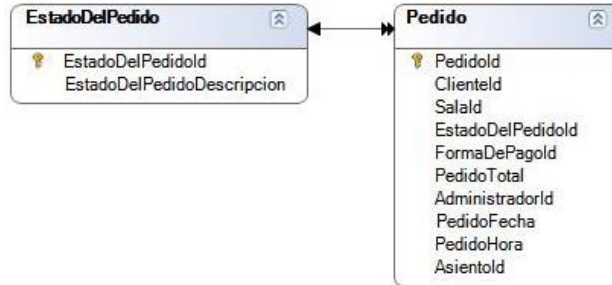 EstadoDelPedido
EstadoDelPedidoId
EstadoDelPedidoDescripcion
Pedido
PedidoId
ClienteId
SalaId
EstadoDelPedidoId
FormaDePagoId
PedidoTotal
AdministradorId
PedidoFecha
PedidoHora
AsientoId